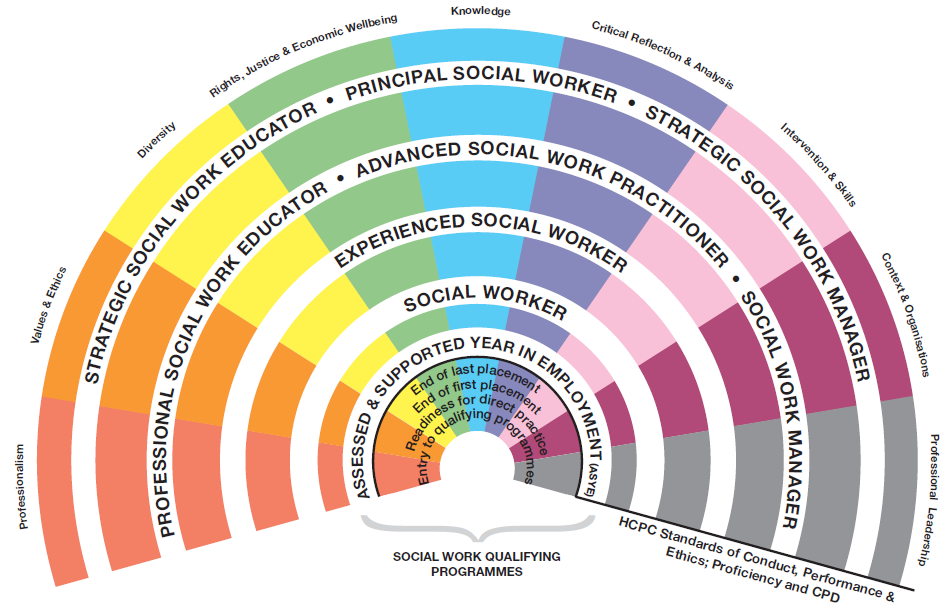 Professionalism
Values & Ethics
Diversity
Rights, Justice & Economic Wellbeing
Knowledge
Critical Reflection & Analysis
Intervention & Skills
Context & Organisations
Professional Leadership
STRATEGIC SOCIAL WORK EDUCATOR • PRINCIPAL SOCIAL WORKER • STRATEGIC SOCIAL WORK MANAGER
PROFESSIONAL SOCIAL WORK EDUCATOR • ADVANCED SOCIAL WORK PRACTITIONER • SOCIAL WORK MANAGER
EXPERIENCED SOCIAL WORKER
SOCIAL WORKER
ASSESSED & SUPPORTED YEAR IN EMPLOYMENT (ASYE)
End of last placement
End of first placement
Readiness for direct practice
Entry to qualifying programmes
SOCIAL WORK QUALIFYING
PROGRAMMES
HCPC Standards of Conduct, Performance &
Ethics; Proficiency and CPD